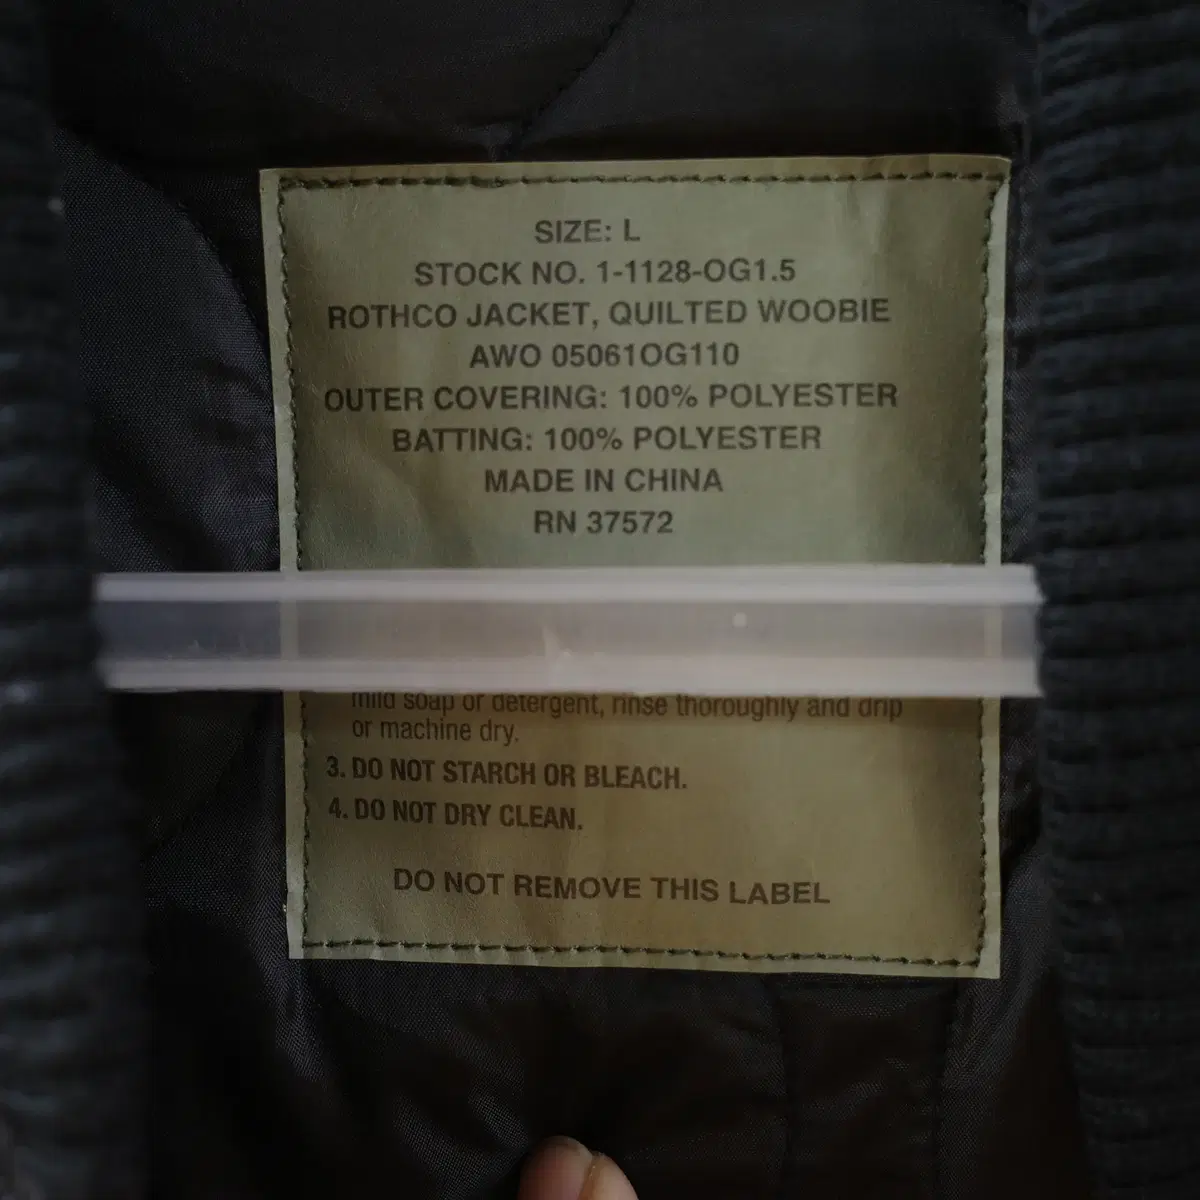 SIZE: L
STOCK NO. 1-1128-OG1.5
ROTHCO JACKET, QUILTED WOOBIE
AWO 05061OG110
OUTER COVERING: 100% POLYESTER
BATTING: 100% POLYESTER
MADE IN CHINA
RN 37572
mild soap or detergent, rinse thoroughly and drip
or machine dry.
3. DO NOT STARCH OR BLEACH.
4. DO NOT DRY CLEAN.
DO NOT REMOVE THIS LABEL